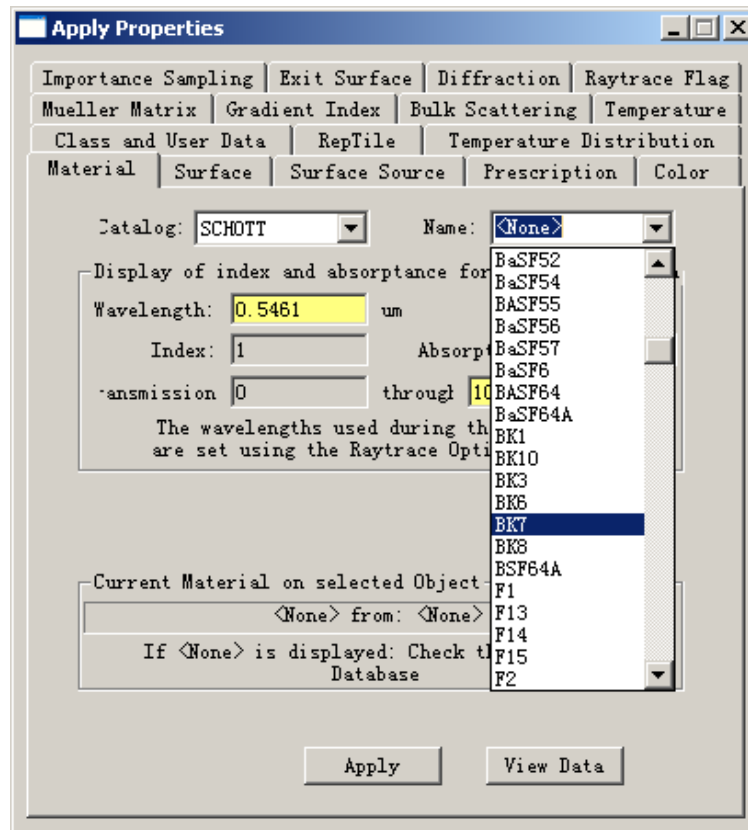 Apply Properties
Importance Sampling Exit Surface Diffraction Raytrace Flag
Mueller Matrix Gradient Index Bulk Scattering Temperature
Class and User Data RepTile Temperature Distribution
Material Surface Surface Source Prescription Color
Catalog: SCHOTT Name: <None>
Display of index and absorptance for
Wavelength: 0.5461 um
Index: 1 Absorpt
ansmission 0 through 10
The wavelengths used during th
are set using the Raytrace Opti
BaSF52
BaSF54
BASF55
BaSF56
BaSF57
BaSF6
BASF64
BaSF64A
BK1
BK10
BK3
BK6
BK7
BK8
BSF64A
F1
F13
F14
F15
F2
Current Material on selected Object
<None> from: <None>
If <None> is displayed: Check t
Database
Apply View Data